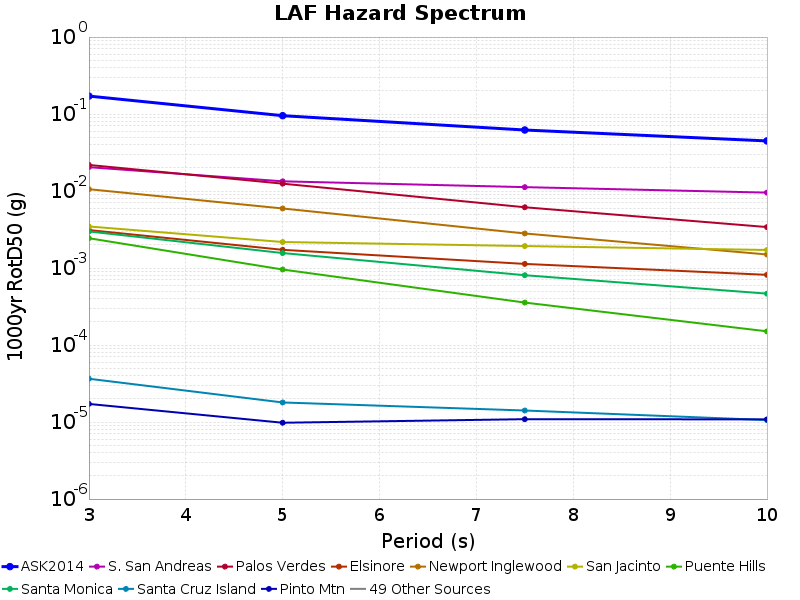 LAF Hazard Spectrum
1000yr RotD50 (g)
10^0
10^-1
10^-2
10^-3
10^-4
10^-5
10^-6
3 4 5 6 7 8 9 10
Period (s)
ASK2014 S. San Andreas Palos Verdes Elsinore Newport Inglewood San Jacinto Puente Hills
Santa Monica Santa Cruz Island Pinto Mtn 49 Other Sources